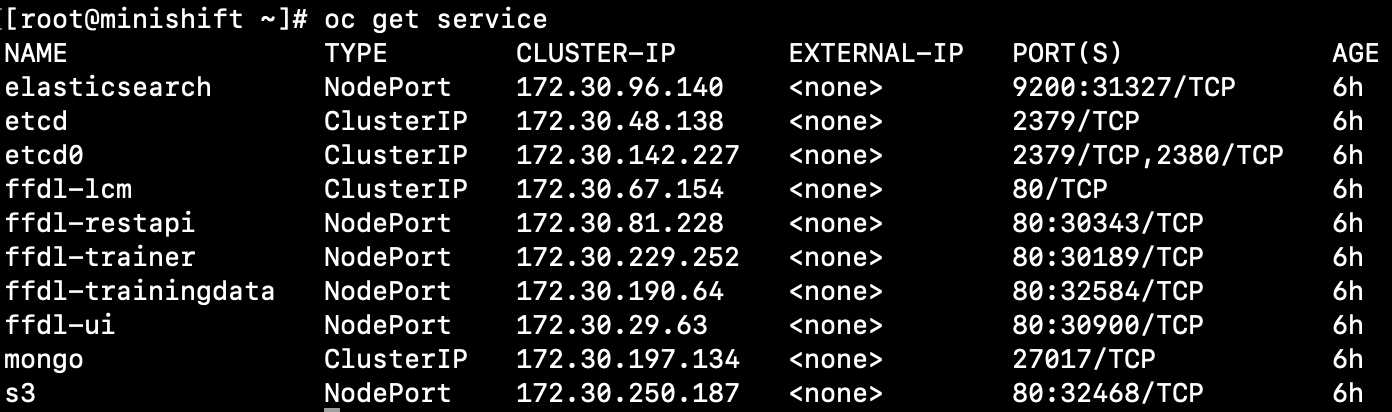 [root@minishift ~]# oc get service
NAME TYPE CLUSTER-IP EXTERNAL-IP PORT(S) AGE
elasticsearch NodePort 172.30.96.140 <none> 9200:31327/TCP 6h
etcd ClusterIP 172.30.48.138 <none> 2379/TCP 6h
etcd0 ClusterIP 172.30.142.227 <none> 2379/TCP,2380/TCP 6h
ffdl-lcm ClusterIP 172.30.67.154 <none> 80/TCP 6h
ffdl-restapi NodePort 172.30.81.228 <none> 80:30343/TCP 6h
ffdl-trainer NodePort 172.30.229.252 <none> 80:30189/TCP 6h
ffdl-trainingdata NodePort 172.30.190.64 <none> 80:32584/TCP 6h
ffdl-ui NodePort 172.30.29.63 <none> 80:30900/TCP 6h
mongo ClusterIP 172.30.197.134 <none> 27017/TCP 6h
s3 NodePort 172.30.250.187 <none> 80:32468/TCP 6h